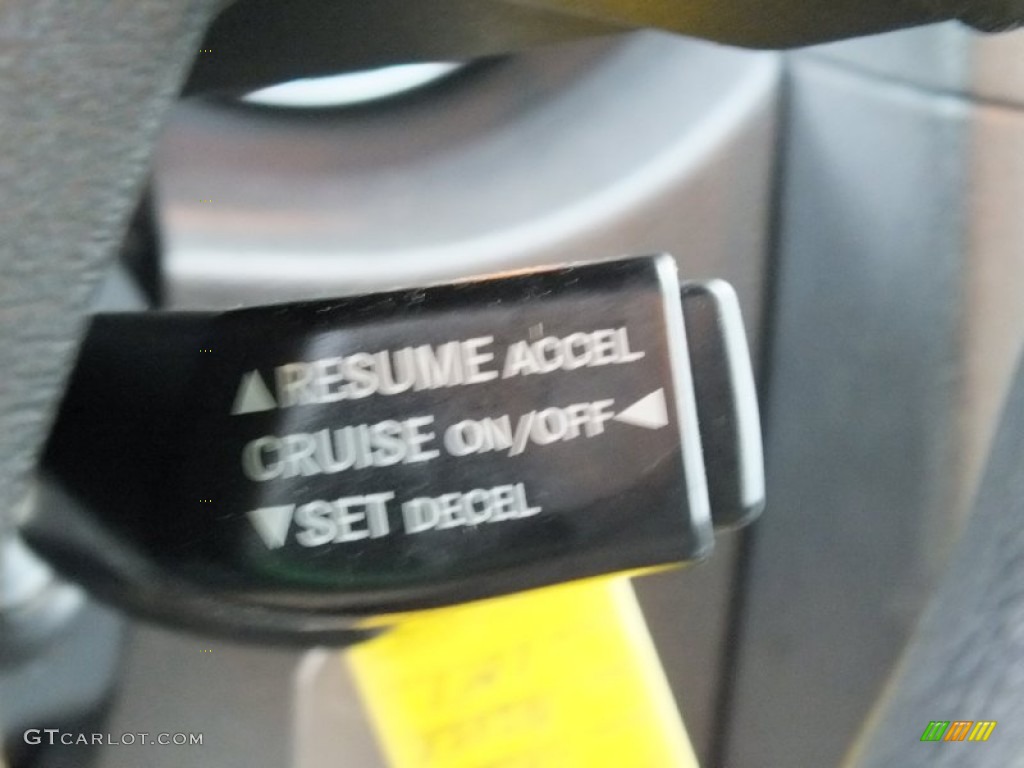 ▲RESUME ACCEL
CRUISE ON/OFF◀
▼SET DECEL
GTCARLOT.COM